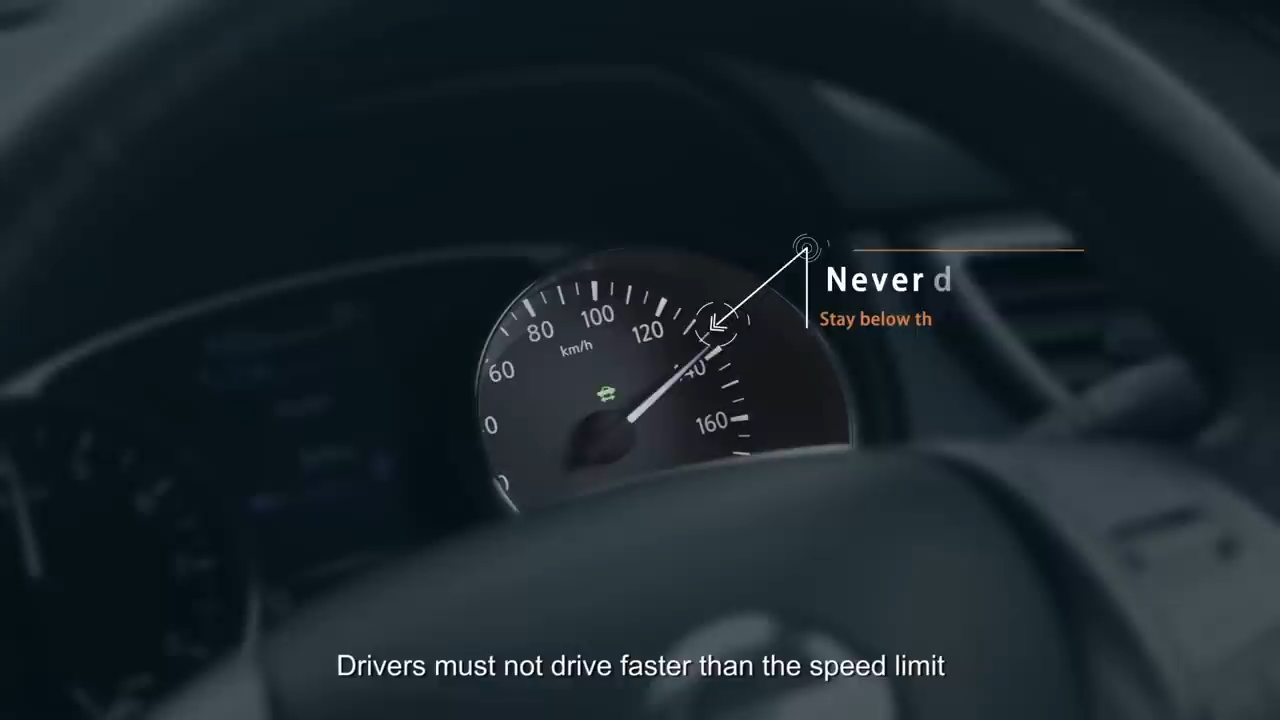 Never d
Stay below th
80
100
120
km/h
60
160
Drivers must not drive faster than the speed limit